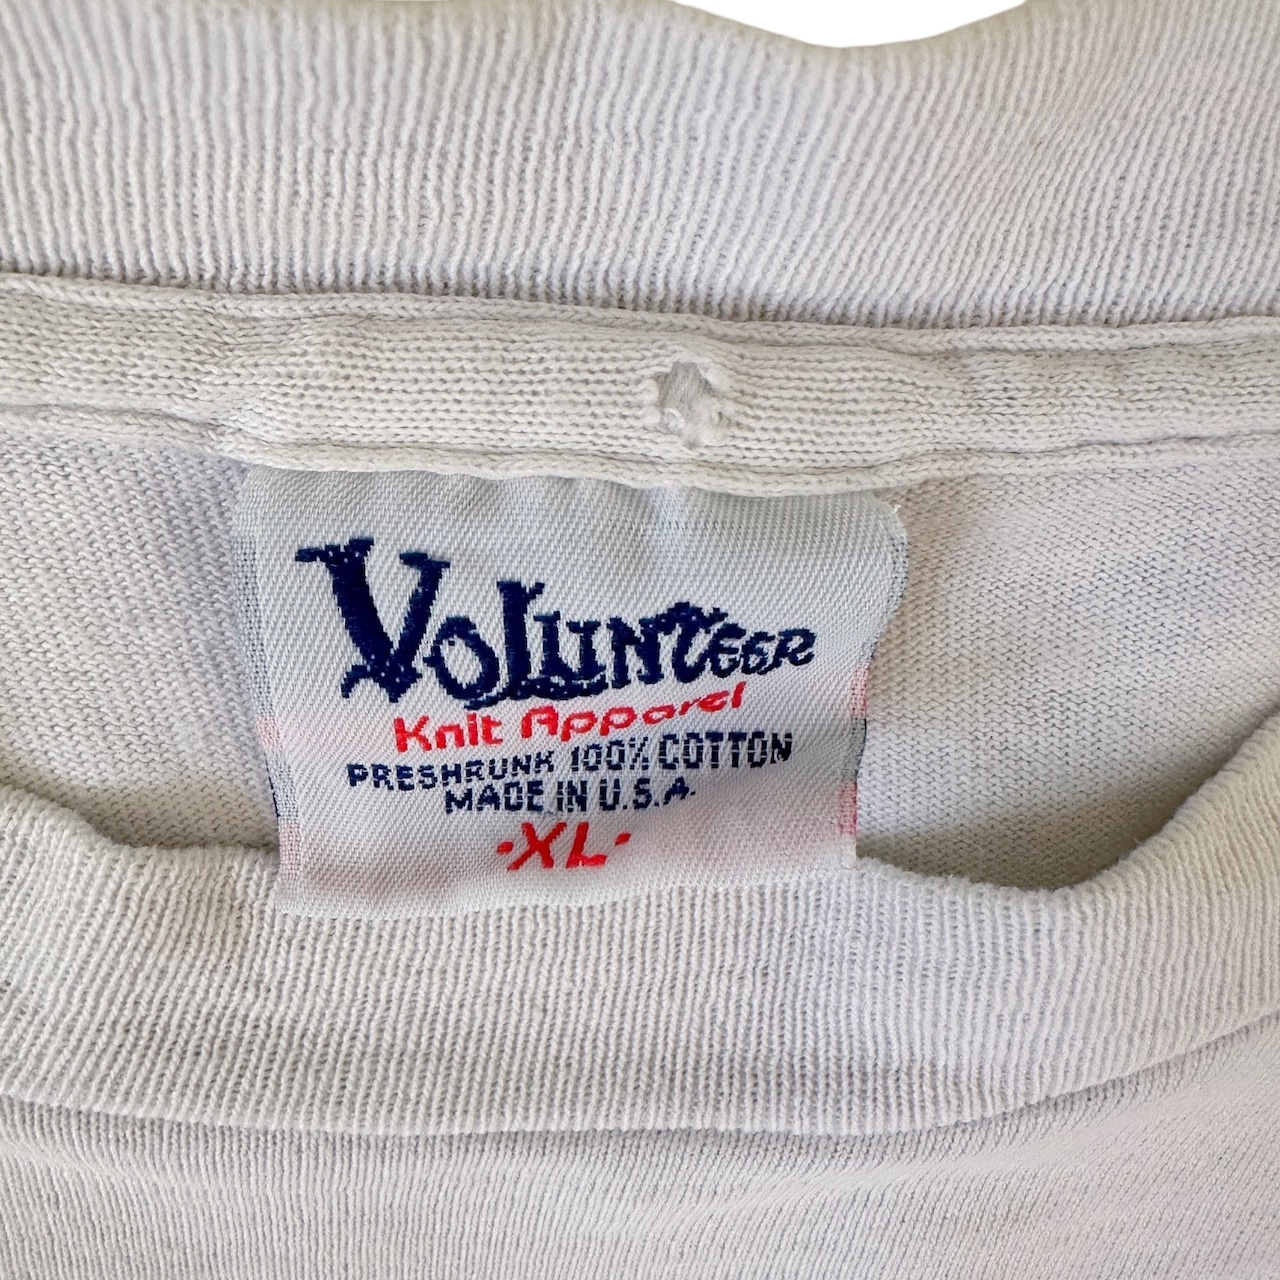 Volunteer
Knit Apparel
PRESHRUNK 100% COTTON
MADE IN U.S.A.
·XL·